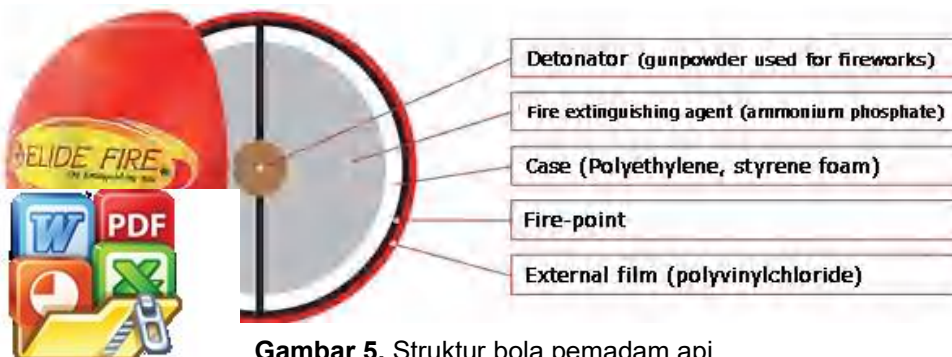 Detonator (gunpowder used for fireworks)
Fire extinguishing agent (ammonium phosphate)
Case (Polyethylene, styrene foam)
Fire-point
External film (polyvinylchloride)
ELIDE FIRE
W
PDF
X
Gambar 5. Struktur bola pemadam api